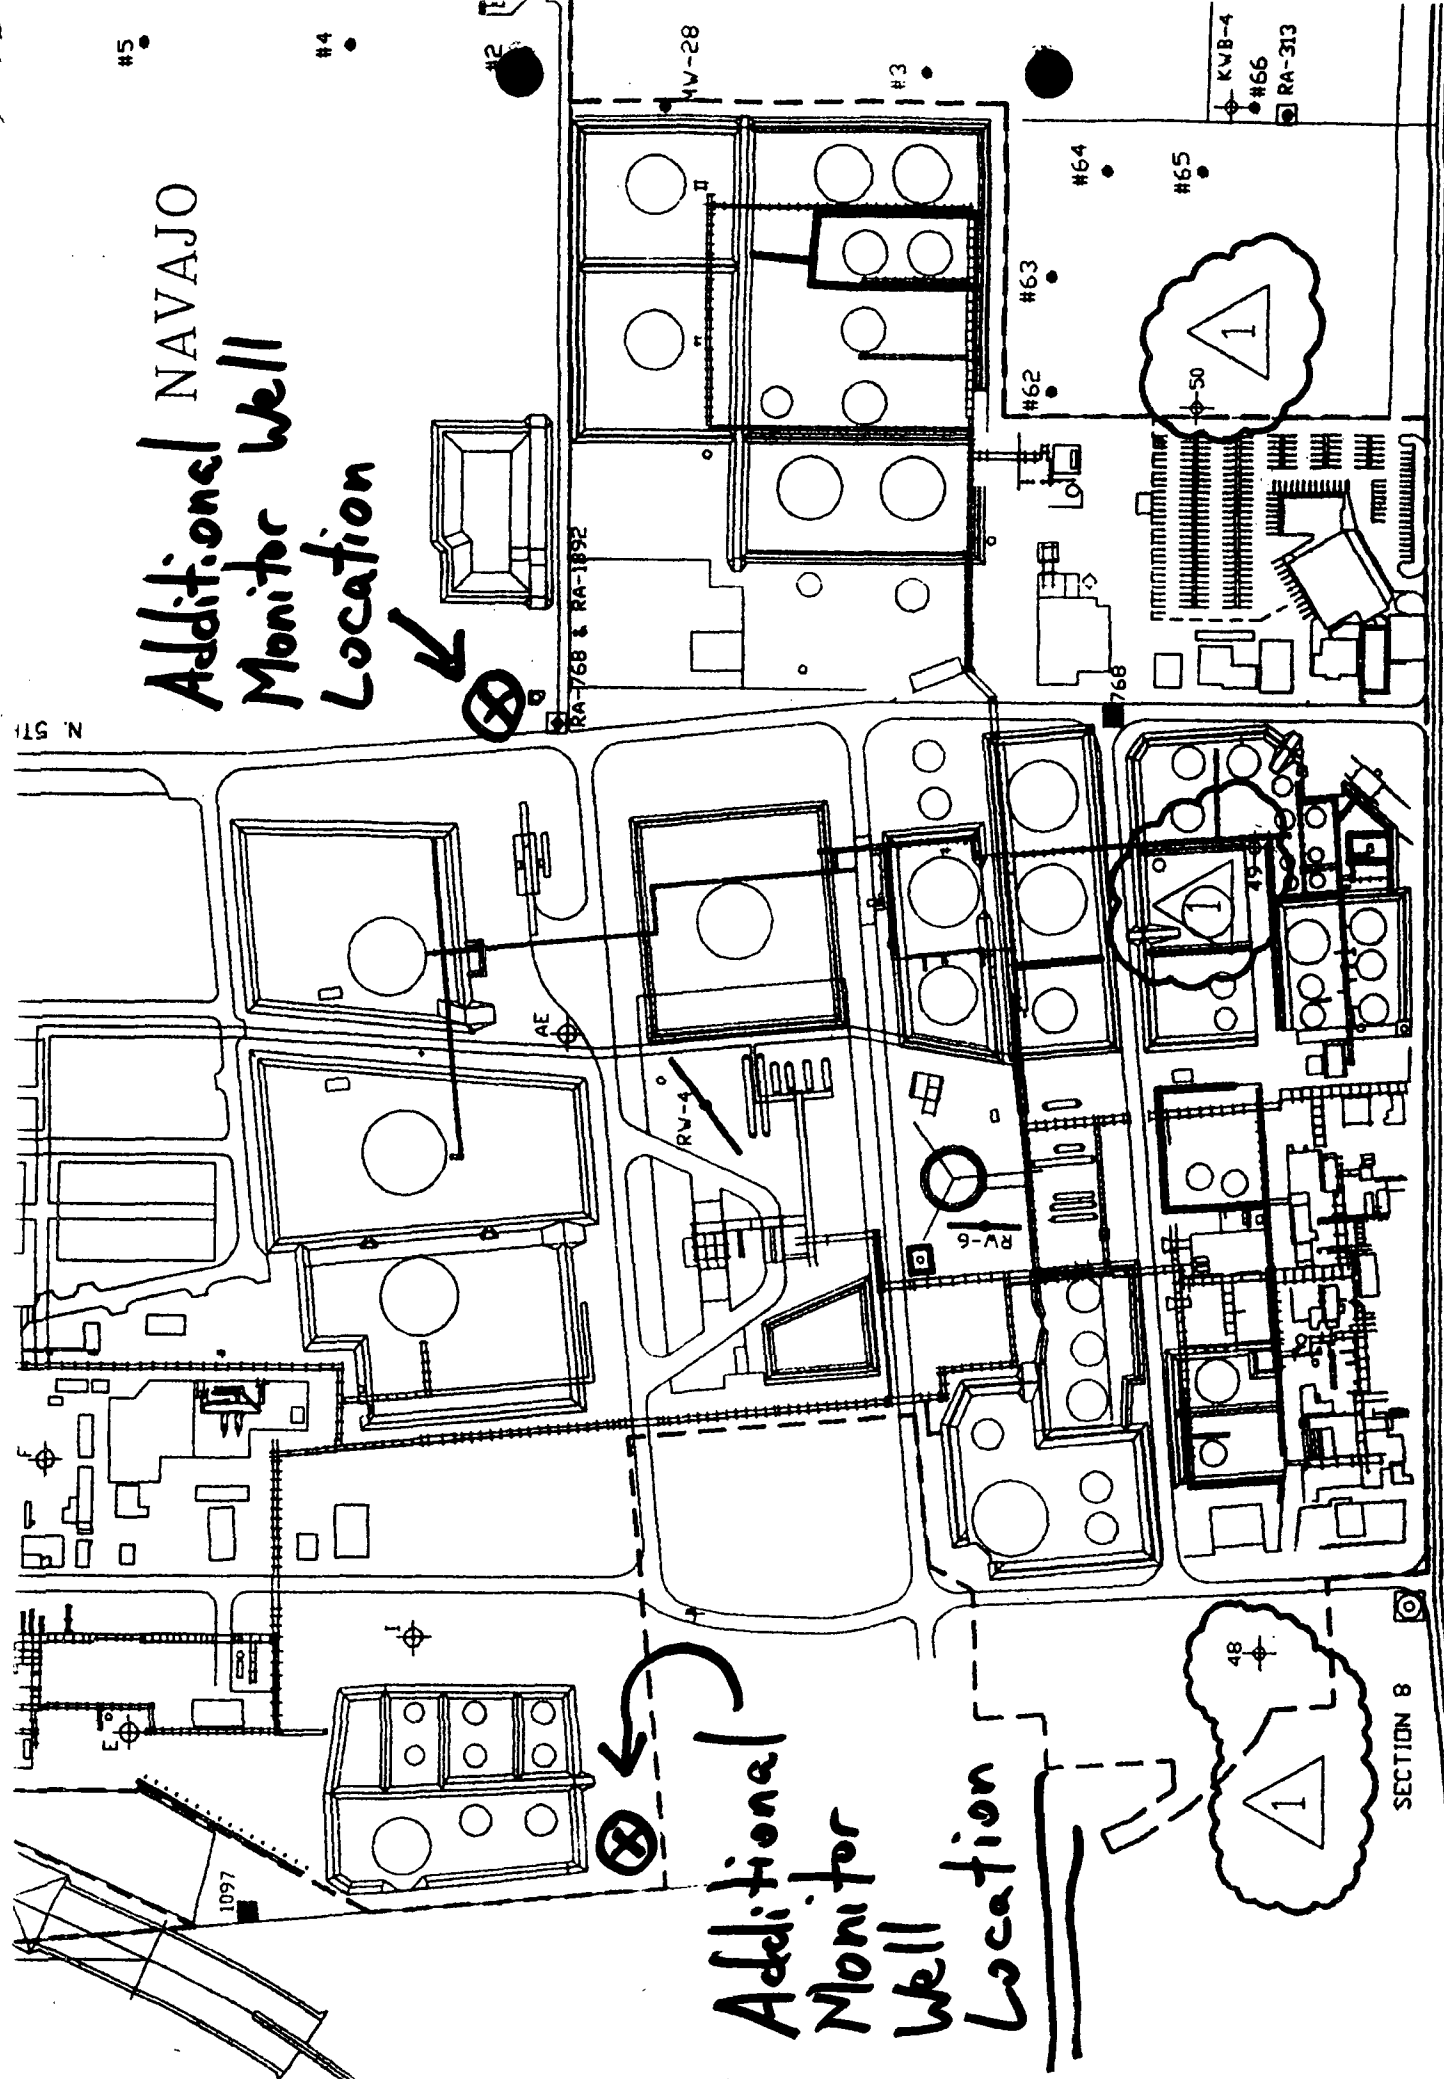 NAVAJO
Additional
Monitor Well
Location
#5
#4
#2
MW-28
#3
KWB-4
#66
RA-313
#64
#65
#63
#62
50
1
RA-768 & RA-1892
768
49
1
AE
RW-4
RW-6
F
I
E
1097
48
1
SECTION 8
Additional
Monitor
Well
Location